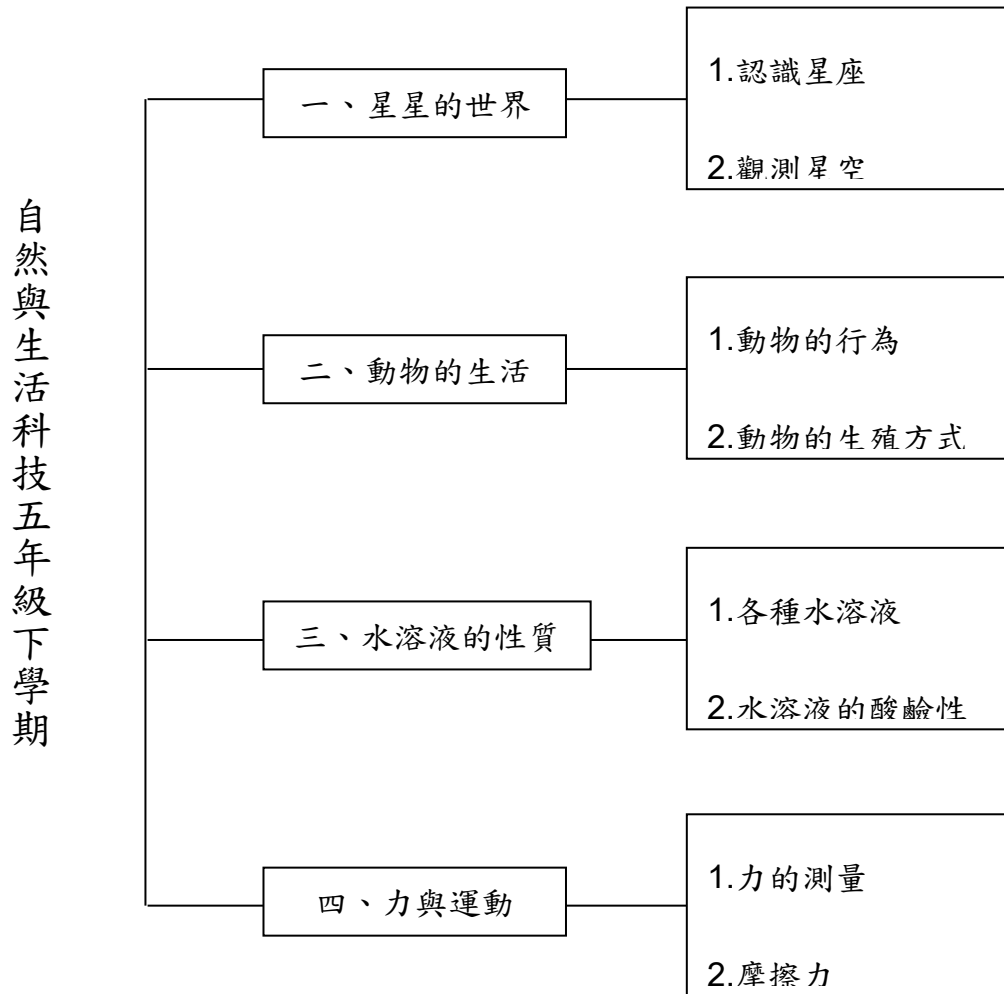 自然與生活科技五年級下學期
一、星星的世界
1.認識星座
2.觀測星空
二、動物的生活
1.動物的行為
2.動物的生殖方式
三、水溶液的性質
1.各種水溶液
2.水溶液的酸鹼性
四、力與運動
1.力的測量
2.摩擦力